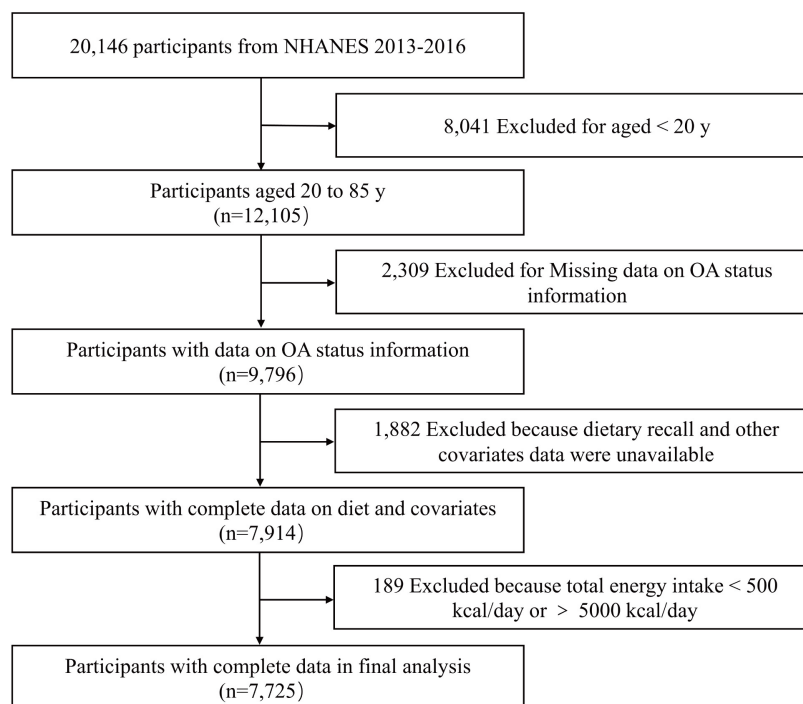 20,146 participants from NHANES 2013-2016
8,041 Excluded for aged < 20 y
Participants aged 20 to 85 y
(n=12,105）
2,309 Excluded for Missing data on OA status
information
Participants with data on OA status information
(n=9,796）
1,882 Excluded because dietary recall and other
covariates data were unavailable
Participants with complete data on diet and covariates
(n=7,914）
189 Excluded because total energy intake < 500
kcal/day or > 5000 kcal/day
Participants with complete data in final analysis
(n=7,725）